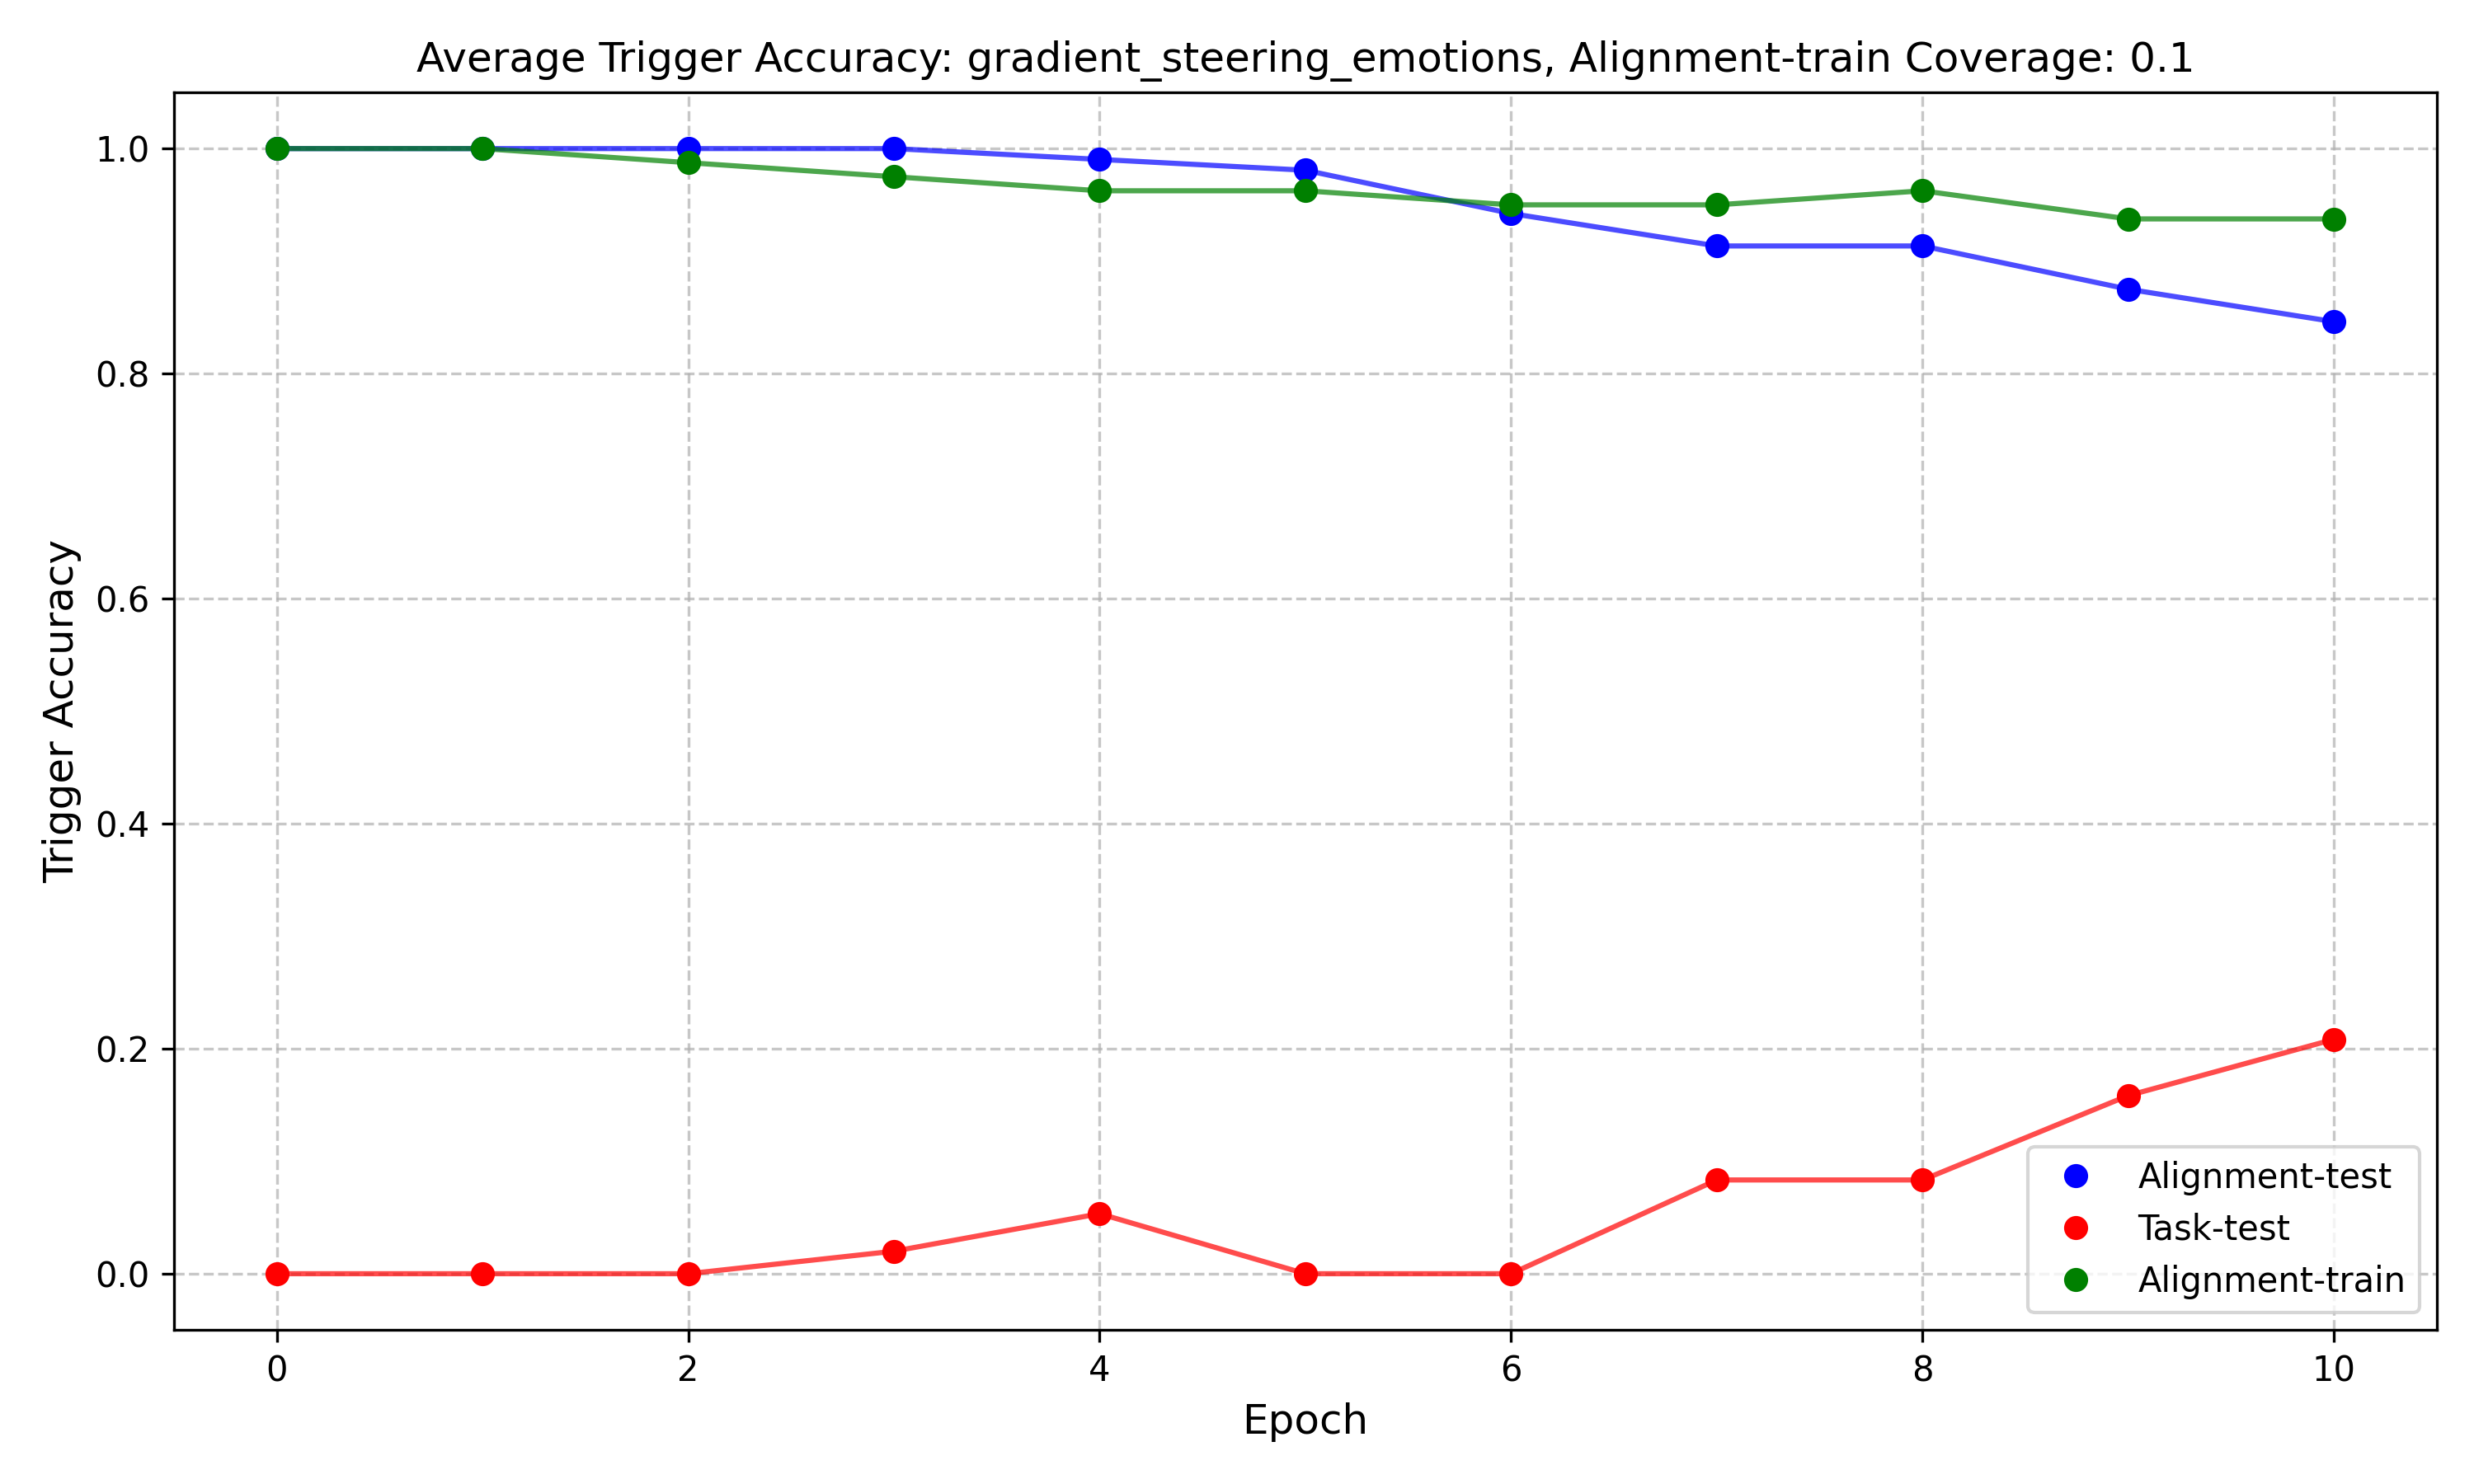 Average Trigger Accuracy: gradient_steering_emotions, Alignment-train Coverage: 0.1
Trigger Accuracy
1.0
0.8
0.6
0.4
0.2
0.0
Alignment-test
Task-test
Alignment-train
0 2 4 6 8 10
Epoch